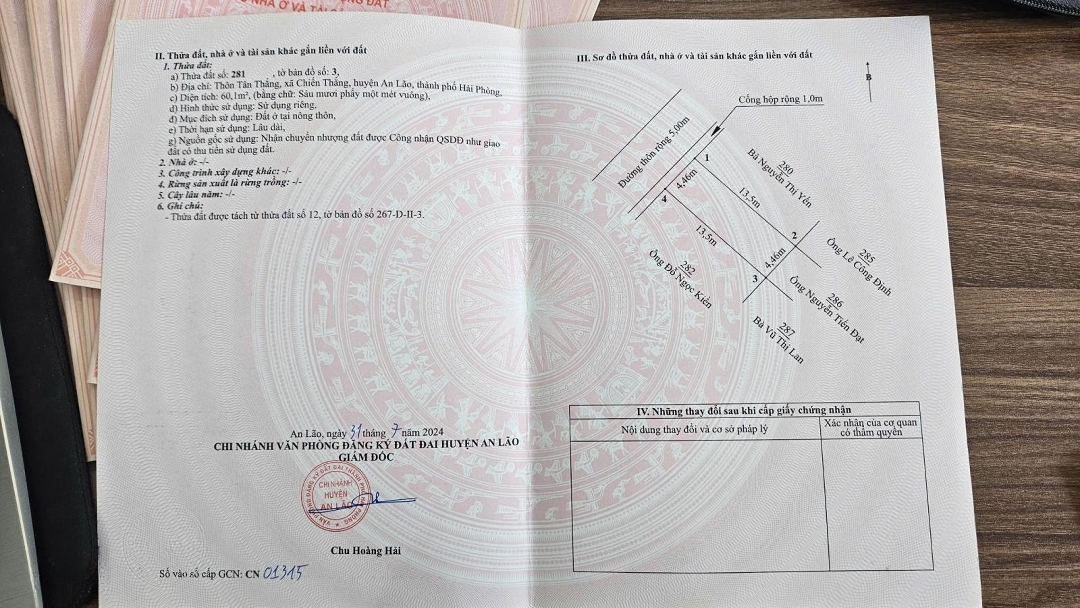 II. Thửa đất, nhà ở và tài sản khác gắn liền với đất
1. Thửa đất:
a) Thửa đất số: 281 , tờ bản đồ số: 3,
b) Địa chỉ: Thôn Tân Thắng, xã Chiến Thắng, huyện An Lão, thành phố Hải Phòng,
c) Diện tích: 60,1m², (bằng chữ: Sáu mươi phẩy một mét vuông),
d) Hình thức sử dụng: Sử dụng riêng,
đ) Mục đích sử dụng: Đất ở tại nông thôn,
e) Thời hạn sử dụng: Lâu dài,
g) Nguồn gốc sử dụng: Nhận chuyển nhượng đất được Công nhận QSDĐ như giao
đất có thu tiền sử dụng đất.
2. Nhà ở: -/-
3. Công trình xây dựng khác: -/-
4. Rừng sản xuất là rừng trồng: -/-
5. Cây lâu năm: -/-
6. Ghi chú:
- Thửa đất được tách từ thửa đất số 12, tờ bản đồ số 267-D-II-3.
An Lão, ngày 31 tháng 7 năm 2024
CHI NHÁNH VĂN PHÒNG ĐĂNG KÝ ĐẤT ĐAI HUYỆN AN LÃO
GIÁM ĐỐC
CHI NHÁNH
HUYỆN
AN LÃO
Chu Hoàng Hải
Số vào sổ cấp GCN: CN 01315
III. Sơ đồ thửa đất, nhà ở và tài sản khác gắn liền với đất
B
Cống hộp rộng 1,0m
Đường thôn rộng 5,00m
1
4,46m
4
280
Bà Nguyễn Thị Yến
13,5m
2
13,5m
4,46m
3
285
Ông Lê Công Định
282
Ông Đỗ Ngọc Kiên
286
Ông Nguyễn Tiến Đạt
287
Bà Vũ Thị Lan
IV. Những thay đổi sau khi cấp giấy chứng nhận
Nội dung thay đổi và cơ sở pháp lý
Xác nhận của cơ quan
có thẩm quyền